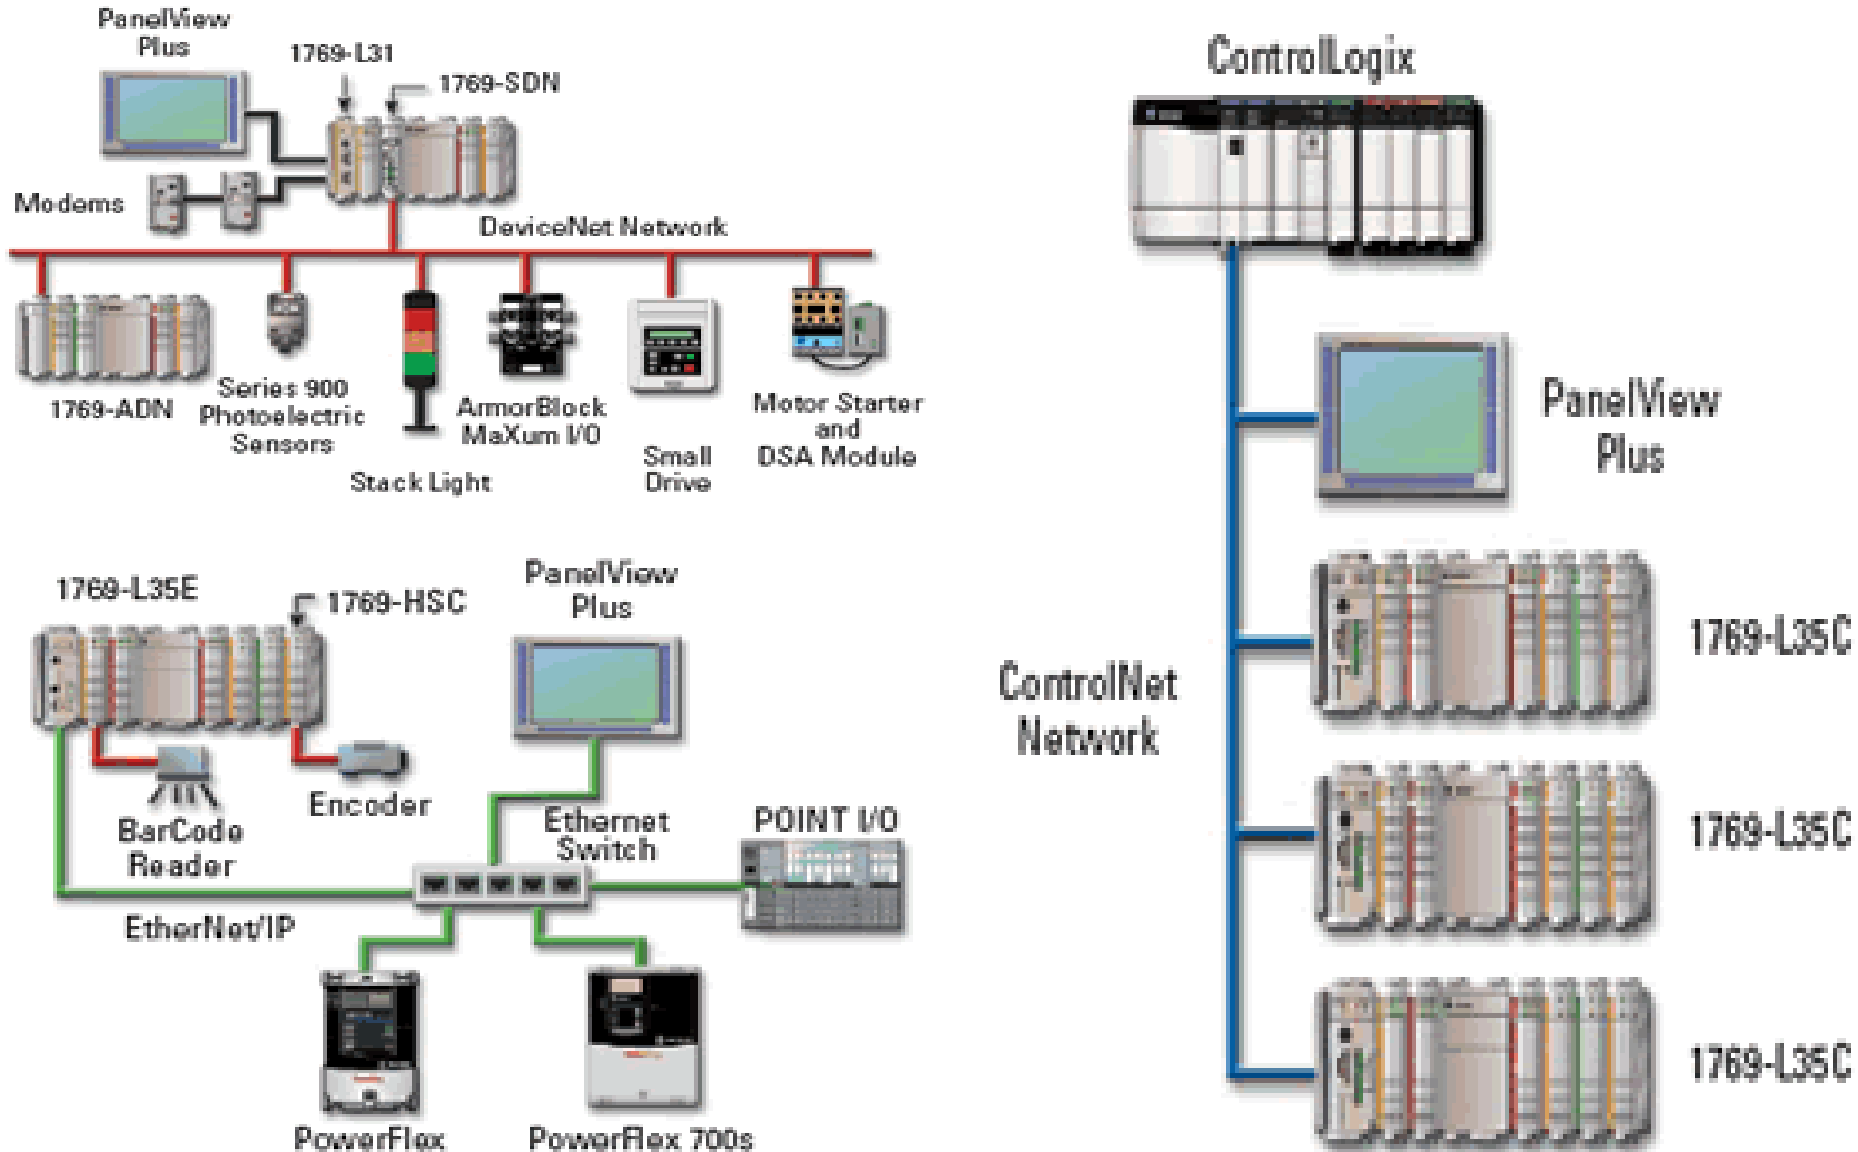 PanelView
Plus
1769-L31
1769-SDN
Modems
DeviceNet Network
1769-ADN
Series 900
Photoelectric
Sensors
Stack Light
ArmorBlock
MaXum I/O
Small
Drive
Motor Starter
and
DSA Module
1769-L35E
1769-HSC
PanelView
Plus
BarCode
Reader
Encoder
Ethernet
Switch
POINT I/O
EtherNet/IP
PowerFlex
PowerFlex 700s
ControlLogix
PanelView
Plus
ControlNet
Network
1769-L35C
1769-L35C
1769-L35C